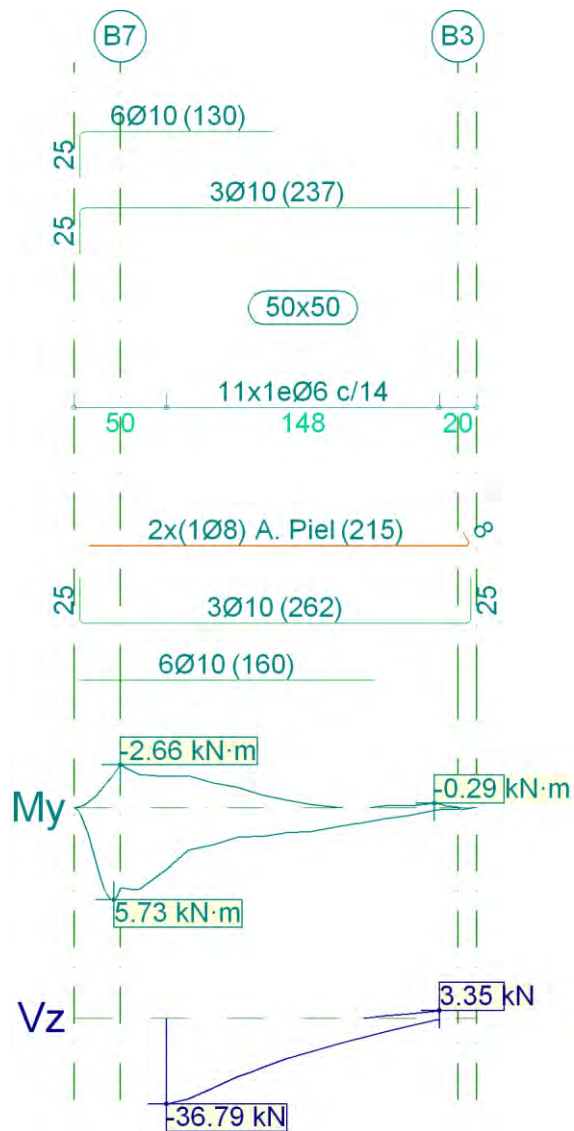 B7 B3
6Ø10 (130)
25
3Ø10 (237)
25
50x50
11x1eØ6 c/14
50 148 20
2x(1Ø8) A. Piel (215)
8
25 25
3Ø10 (262)
6Ø10 (160)
-2.66 kN·m
-0.29 kN·m
My
5.73 kN·m
3.35 kN
Vz
-36.79 kN